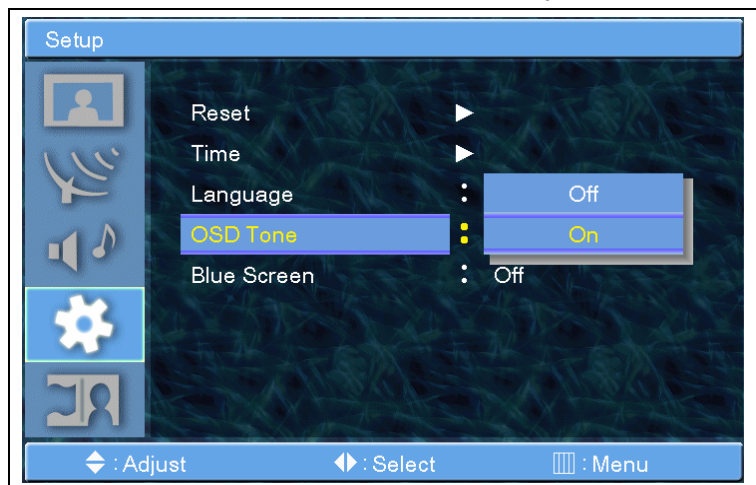 Setup
Reset
Time
Language : Off
OSD Tone : On
Blue Screen : Off
: Adjust : Select : Menu